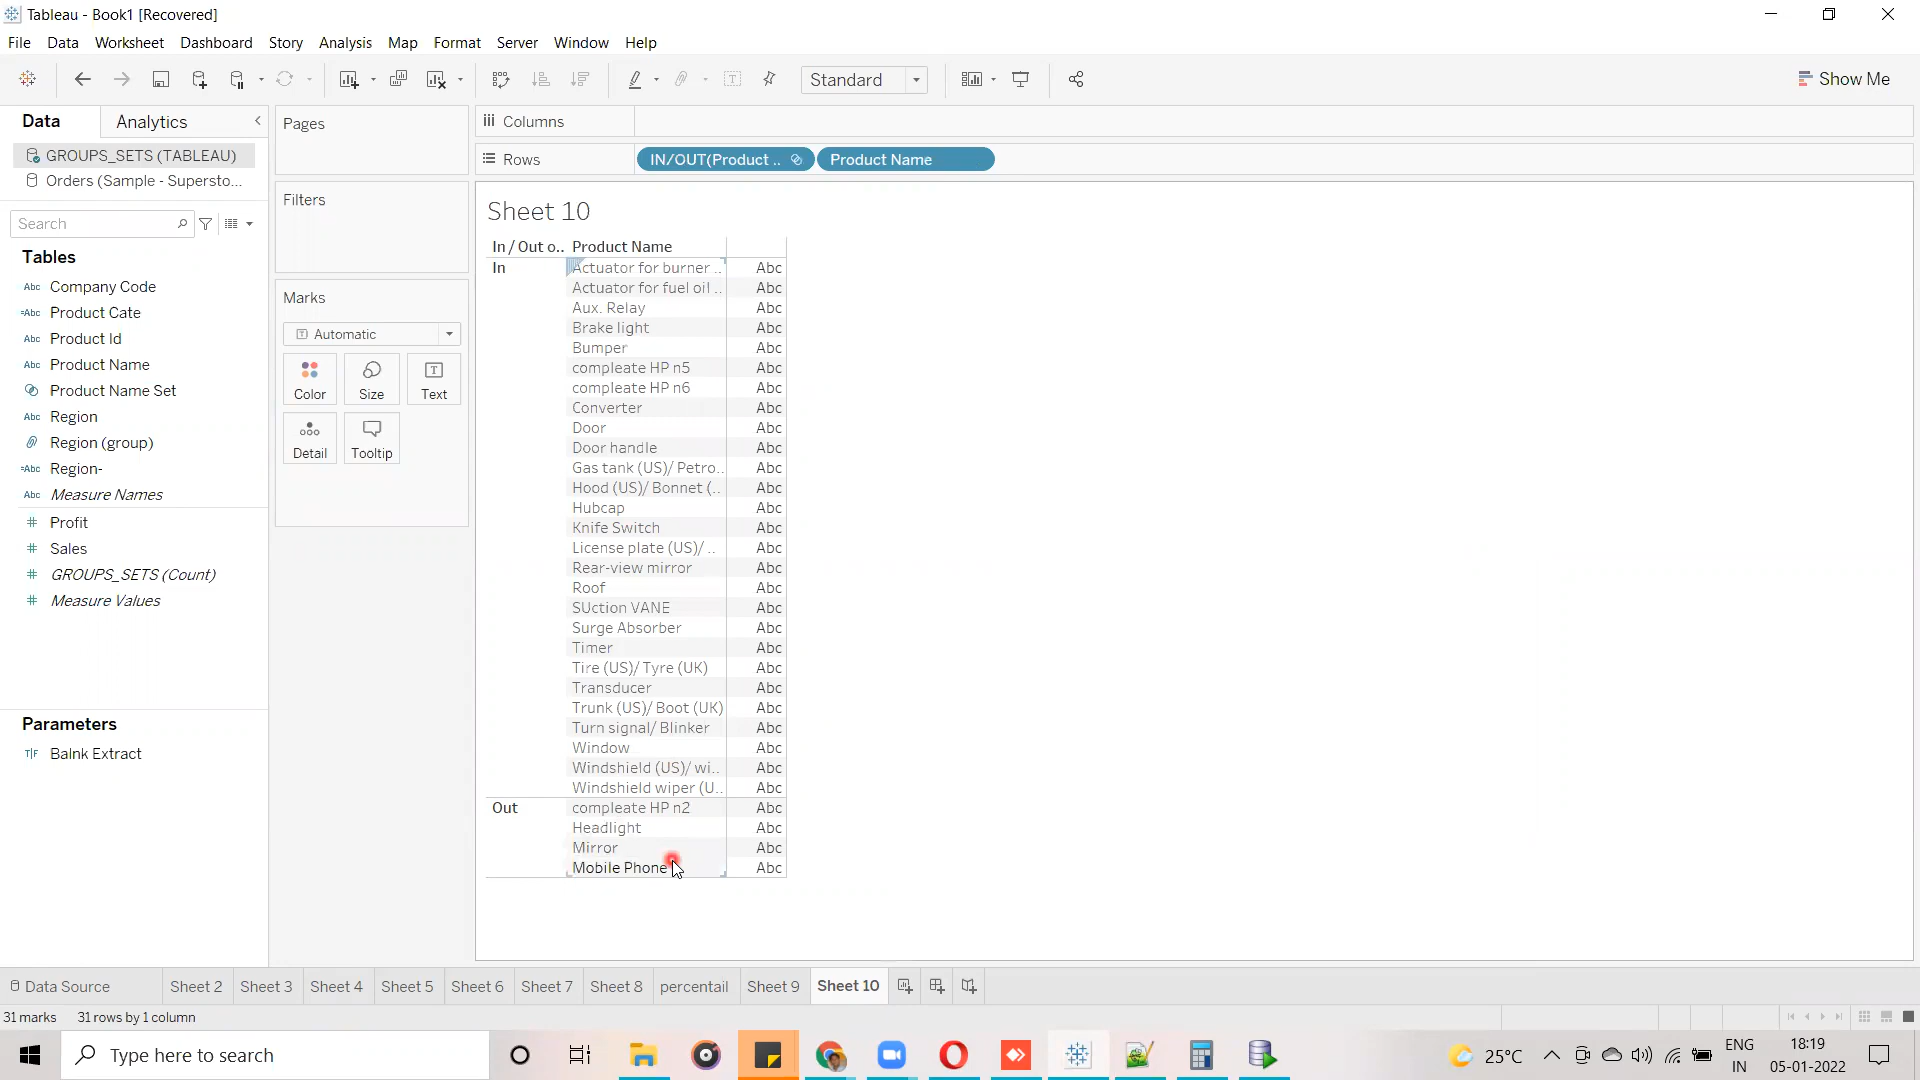 Tableau - Book1 [Recovered]
File Data Worksheet Dashboard Story Analysis Map Format Server Window Help
Standard
Show Me
Data Analytics
GROUPS_SETS (TABLEAU)
Orders (Sample - Supersto...
Search
Tables
Abc Company Code
=Abc Product Cate
Abc Product Id
Abc Product Name
Product Name Set
Abc Region
Region (group)
=Abc Region-
Abc Measure Names
# Profit
# Sales
# GROUPS_SETS (Count)
# Measure Values
Parameters
T|F Balnk Extract
Pages
Filters
Marks
Automatic
Color Size Text
Detail Tooltip
Columns
Rows IN/OUT(Product .. Product Name
Sheet 10
In / Out o.. Product Name
In Actuator for burner .. Abc
Actuator for fuel oil .. Abc
Aux. Relay Abc
Brake light Abc
Bumper Abc
compleate HP n5 Abc
compleate HP n6 Abc
Converter Abc
Door Abc
Door handle Abc
Gas tank (US)/ Petro.. Abc
Hood (US)/ Bonnet (.. Abc
Hubcap Abc
Knife Switch Abc
License plate (US)/ .. Abc
Rear-view mirror Abc
Roof Abc
SUction VANE Abc
Surge Absorber Abc
Timer Abc
Tire (US)/ Tyre (UK) Abc
Transducer Abc
Trunk (US)/ Boot (UK) Abc
Turn signal/ Blinker Abc
Window Abc
Windshield (US)/ wi.. Abc
Windshield wiper (U.. Abc
Out compleate HP n2 Abc
Headlight Abc
Mirror Abc
Mobile Phone Abc
Data Source Sheet 2 Sheet 3 Sheet 4 Sheet 5 Sheet 6 Sheet 7 Sheet 8 percentail Sheet 9 Sheet 10
31 marks 31 rows by 1 column
Type here to search
25°C
ENG
IN
18:19
05-01-2022